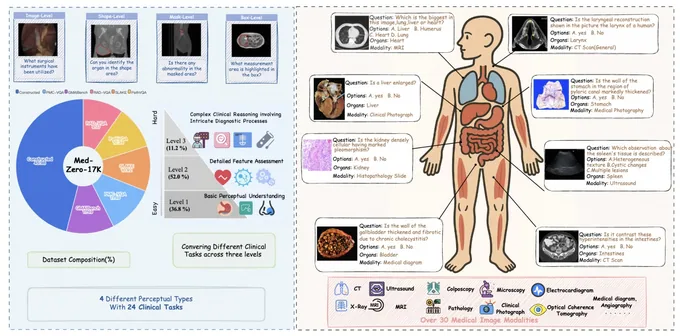 Image-Level
Shape-Level
Mask-Level
Box-Level
What surgical
instruments have
been utilized?
Can you identify
the organ in the
shape area?
Is there any
abnormality in the
masked area?
What measurement
area is highlighted in
the box?
Constructed
PMC-VQA
Med-
Zero-17K
Hard
Easy
Complex Clinical Reasoning involving
Intricate Diagnostic Processes
Level 3
(11.2 %)
Detailed Feature Assessment
Level 2
(52.0 %)
Basic Perceptual Understanding
Level 1
(36.8 %)
Dataset Composition(%)
Convering Different Clinical
Tasks across three levels
4 Different Perceptual Types
With 24 Clinical Tasks
Question: Which is the biggest in
this image,lung,liver or heart?
Options: A. Liver B. Humerus
C. Heart D. Lung
Organs: Heart
Modality: MRI
Question: Is the laryngeal reconstruction
shown in the picture the larynx of a human?
Options: A. yes B. No
Organs: Larynx
Modality: CT Scan(General)
Question: Is a liver enlarged?
Options: A. yes B. No
Organs: Liver
Modality: Clinical Photograph
Question: Is the wall of the
stomach in the region of
pyloric canal markedly thickened?
Options: A. yes B. No
Organs: Stomach
Modality: Medical Photography
Question: Is the kidney densely
cellular having marked
pleomorphism?
Options: A. yes B. No
Organs: Kidney
Modality: Histopathology Slide
Question: Which observation about
the spleen's tissue is described?
Options: A.Heterogeneous
texture B.Cystic changes
C.Multiple lesions
Organs: Spleen
Modality: Ultrasound
Question: Is the wall of the
gallbladder thickened and fibrotic
due to chronic cholecystitis?
Options: A. yes B. No
Organs: Bladder
Modality: Medical diagram
Question: Is it contrast these
hyperintensities in the intestines?
Options: A. yes B. No
Organs: Intestines
Modality: CT Scan
CT
Ultrasound
Colposcopy
Microscopy
Electrocardiogram
X-Ray
MRI
MRI
Pathology
Clinical
Photograph
Optical Coherence
Tomography
Medical diagram,
Angiography
......
Over 30 Medical Image Modalities